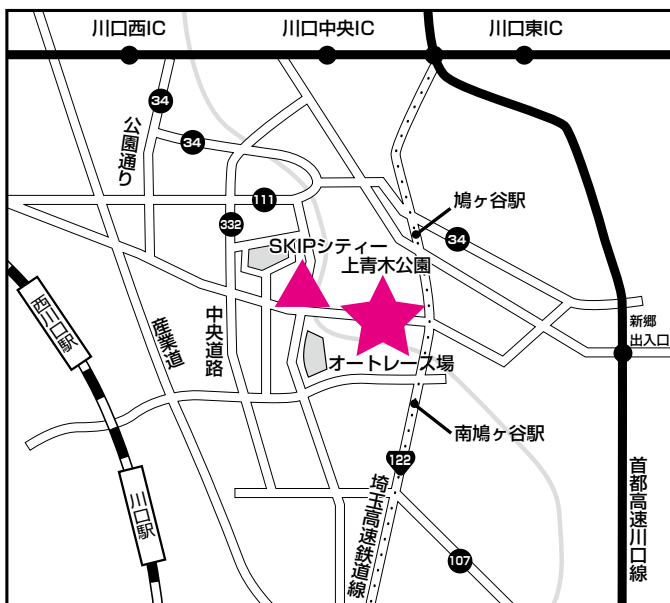 川口西IC
川口中央IC
川口東IC
34
公園通り
34
111
332
鳩ヶ谷駅
34
SKIPシティー
上青木公園
西川口駅
産業道
中央道路
新郷
出入口
オートレース場
南鳩ヶ谷駅
122
首都高速川口線
埼玉高速鉄道線
川口駅
107